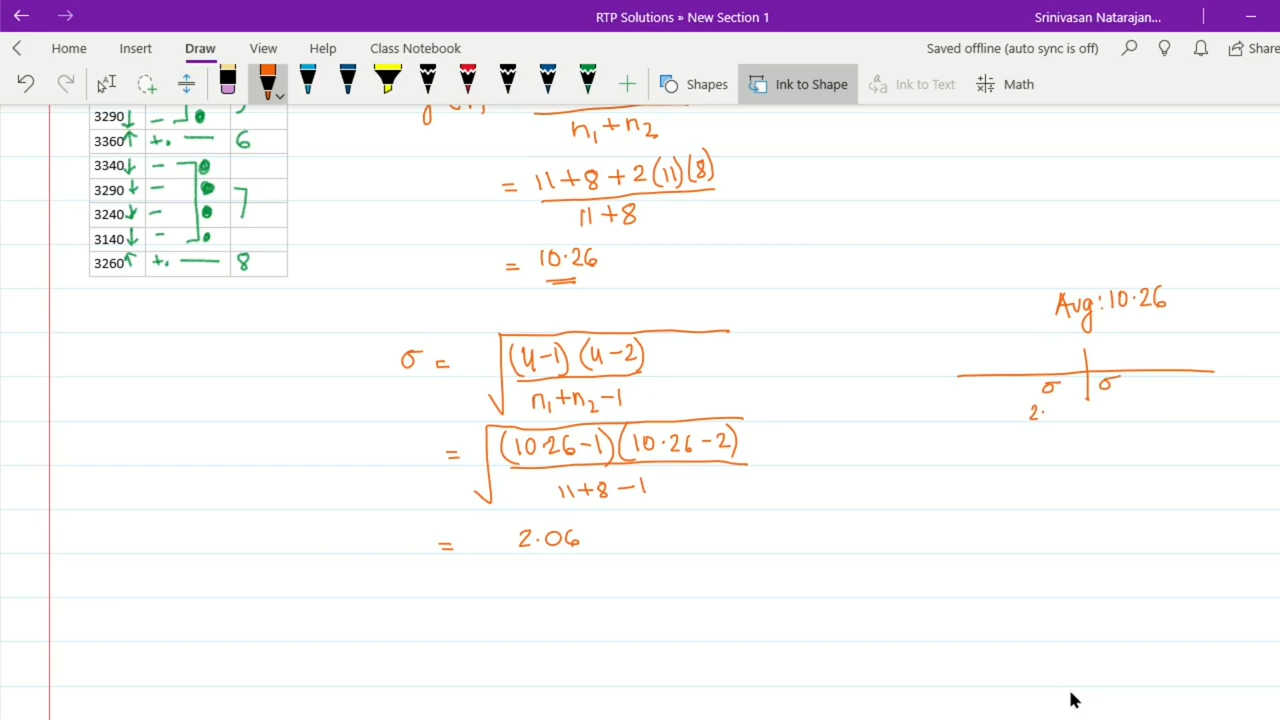 RTP Solutions » New Section 1
Srinivasan Natarajan...
Home Insert Draw View Help Class Notebook
Saved offline (auto sync is off)
Share
Shapes
Ink to Shape
Ink to Text
Math
3290 ↓ -
3360 ↑ +. — 6
3340 ↓ -
3290 ↓ - 7
3240 ↓ -
3140 ↓ -
3260 ↑ +. — 8
n₁+n₂
= 11+8+2(11)(8)
11+8
= 10.26
Avg: 10.26
σ σ
2.
σ = √(μ-1)(μ-2)
n₁+n₂-1
= √(10.26-1)(10.26-2)
11+8-1
= 2.06